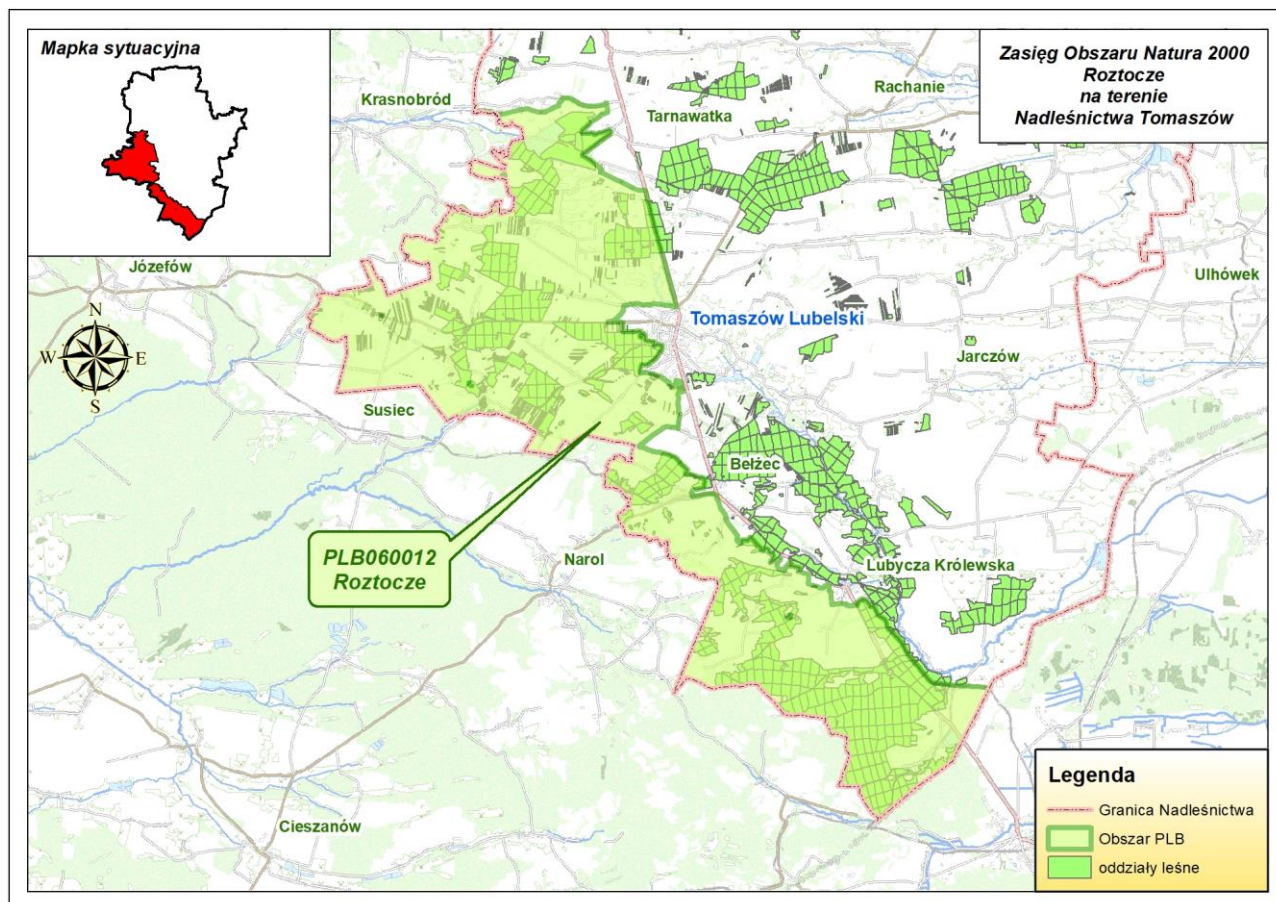 Mapka sytuacyjna
Zasięg Obszaru Natura 2000
Roztocze
na terenie
Nadleśnictwa Tomaszów
Krasnobród
Rachanie
Tarnawatka
Józefów
Ulhówek
N
W
E
S
Tomaszów Lubelski
Jarczów
Susiec
Bełżec
PLB060012
Roztocze
Narol
Lubycza Królewska
Cieszanów
Legenda
Granica Nadleśnictwa
Obszar PLB
oddziały leśne